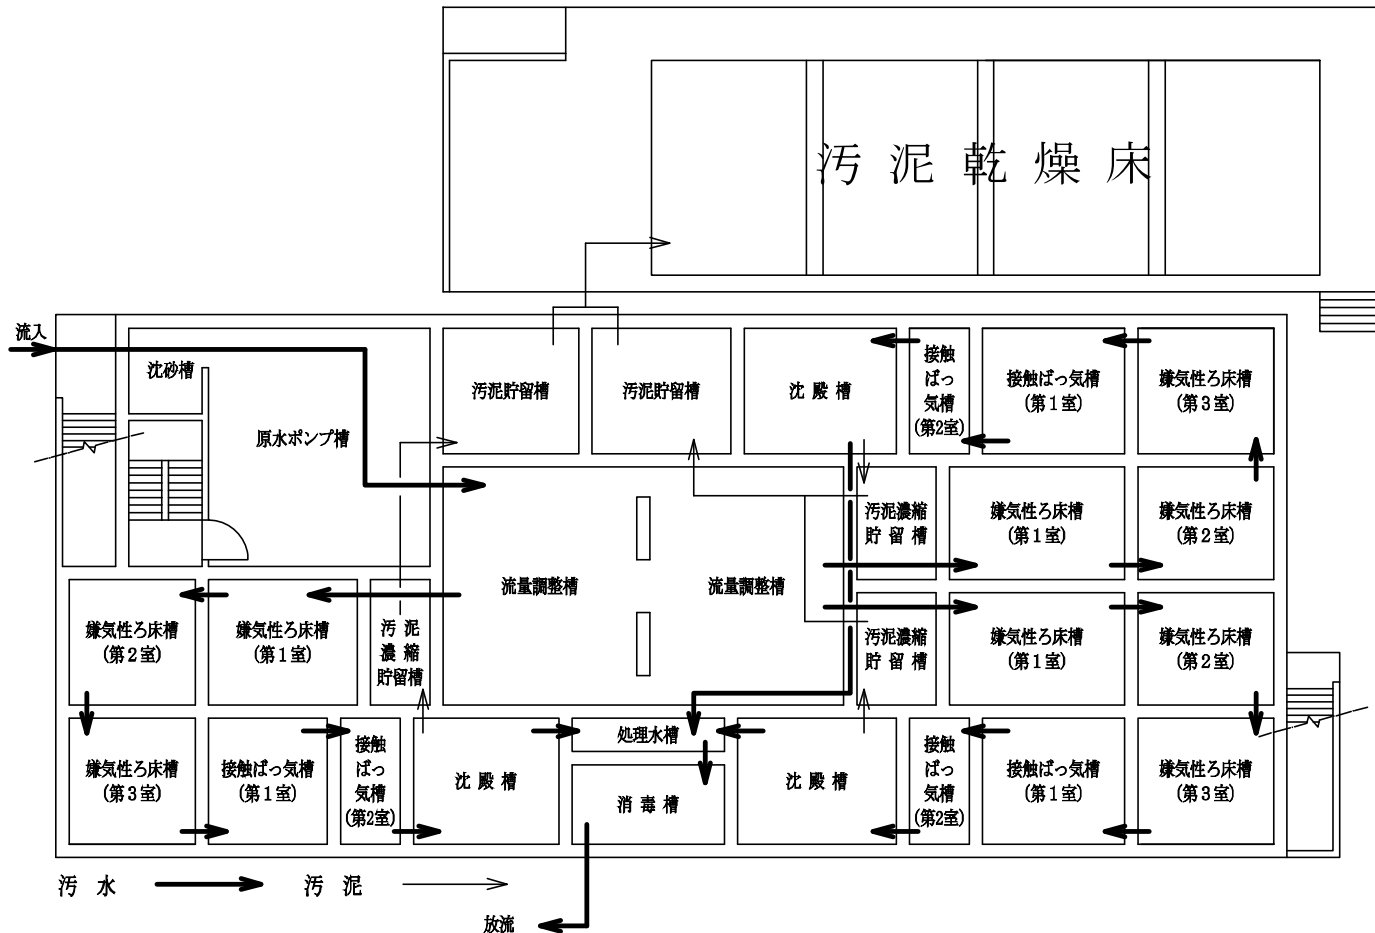 汚泥乾燥床
流入
沈砂槽
原水ポンプ槽
汚泥貯留槽
汚泥貯留槽
沈殿槽
接触
ばっ
気槽
(第2室)
接触ばっ気槽
(第1室)
嫌気性ろ床槽
(第3室)
流量調整槽
流量調整槽
汚泥濃縮
貯留槽
嫌気性ろ床槽
(第1室)
嫌気性ろ床槽
(第2室)
嫌気性ろ床槽
(第2室)
嫌気性ろ床槽
(第1室)
汚泥
濃縮
貯留槽
汚泥濃縮
貯留槽
嫌気性ろ床槽
(第1室)
嫌気性ろ床槽
(第2室)
嫌気性ろ床槽
(第3室)
接触ばっ気槽
(第1室)
接触
ばっ
気槽
(第2室)
沈殿槽
処理水槽
消毒槽
沈殿槽
接触
ばっ
気槽
(第2室)
接触ばっ気槽
(第1室)
嫌気性ろ床槽
(第3室)
汚水
汚泥
放流